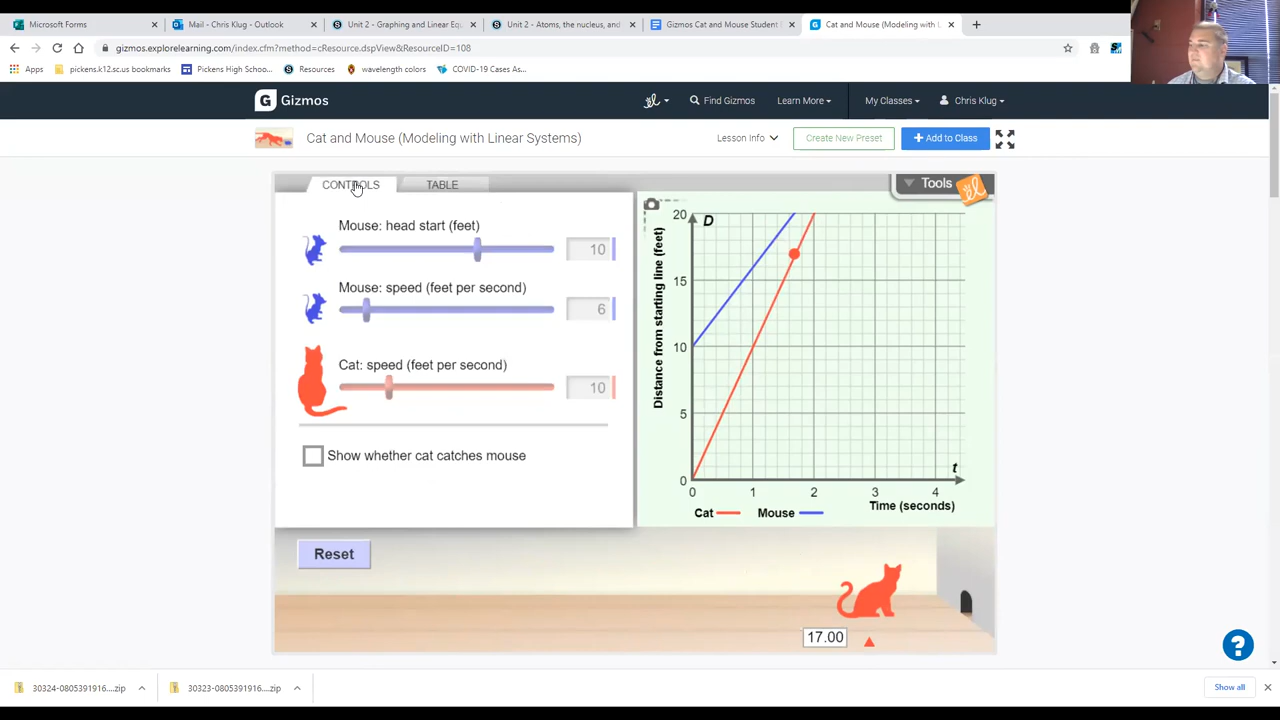 Microsoft Forms
Mail - Chris Klug - Outlook
Unit 2 - Graphing and Linear Equ
Unit 2 - Atoms, the nucleus, and
Gizmos Cat and Mouse Student
Cat and Mouse (Modeling with L
gizmos.explorelearning.com/index.cfm?method=cResource.dspView&ResourceID=108
Apps
pickens.k12.sc.us bookmarks
Pickens High Schoo...
Resources
wavelength colors
COVID-19 Cases As...
G Gizmos
Find Gizmos
Learn More
My Classes
Chris Klug
Cat and Mouse (Modeling with Linear Systems)
Lesson Info
Create New Preset
+ Add to Class
CONTROLS
TABLE
Tools
Mouse: head start (feet)
10
Mouse: speed (feet per second)
6
Cat: speed (feet per second)
10
Show whether cat catches mouse
Distance from starting line (feet)
D
20
15
10
5
0
0 1 2 3 4
t
Time (seconds)
Cat
Mouse
Reset
17.00
?
30324-0805391916....zip
30323-0805391916....zip
Show all